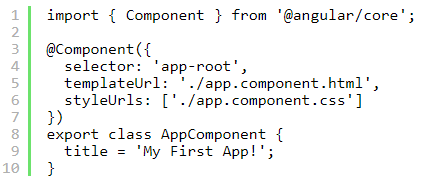 1 import { Component } from '@angular/core';
2
3 @Component({
4   selector: 'app-root',
5   templateUrl: './app.component.html',
6   styleUrls: ['./app.component.css']
7 })
8 export class AppComponent {
9   title = 'My First App!';
10 }